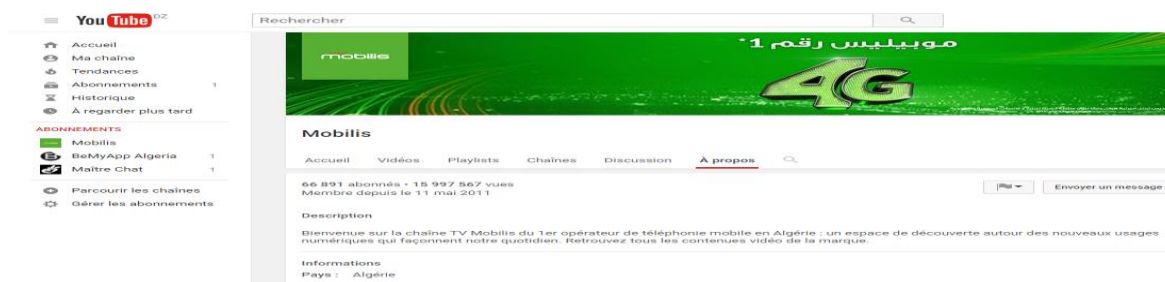 YouTube DZ
Rechercher
Accueil
Ma chaîne
Tendances
Abonnements 1
Historique
À regarder plus tard
ABONNEMENTS
Mobilis
BeMyApp Algeria 1
Maître Chat 1
Parcourir les chaînes
Gérer les abonnements
mobilis
موبيليس رقم 1*
4G
Mobilis
Accueil Vidéos Playlists Chaînes Discussion À propos
66 891 abonnés • 15 997 567 vues
Membre depuis le 11 mai 2011
Envoyer un message
Description
Bienvenue sur la chaîne TV Mobilis du 1er opérateur de téléphonie mobile en Algérie : un espace de découverte autour des nouveaux usages
numériques qui façonnent notre quotidien. Retrouvez tous les contenues vidéo de la marque.
Informations
Pays : Algérie